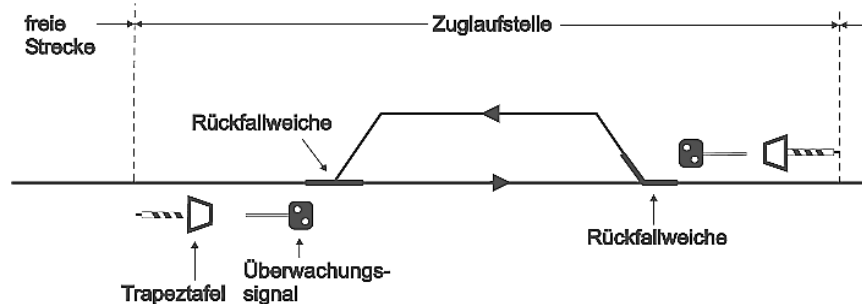 freie
Strecke
Zuglaufstelle
Rückfallweiche
Rückfallweiche
Trapeztafel
Überwachungs-
signal